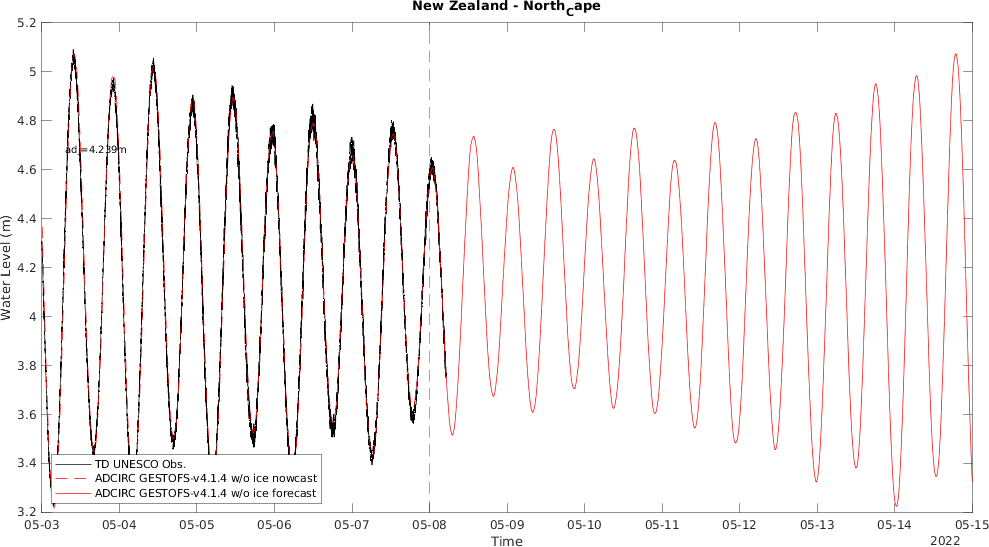 New Zealand - NorthCape
5.2
5
4.8
4.6
4.4
4.2
4
3.8
3.6
3.4
3.2
Water Level (m)
ad =4.239m
TD UNESCO Obs.
ADCIRC GESTOFS-v4.1.4 w/o ice nowcast
ADCIRC GESTOFS-v4.1.4 w/o ice forecast
05-03 05-04 05-05 05-06 05-07 05-08 05-09 05-10 05-11 05-12 05-13 05-14 05-15
Time
2022